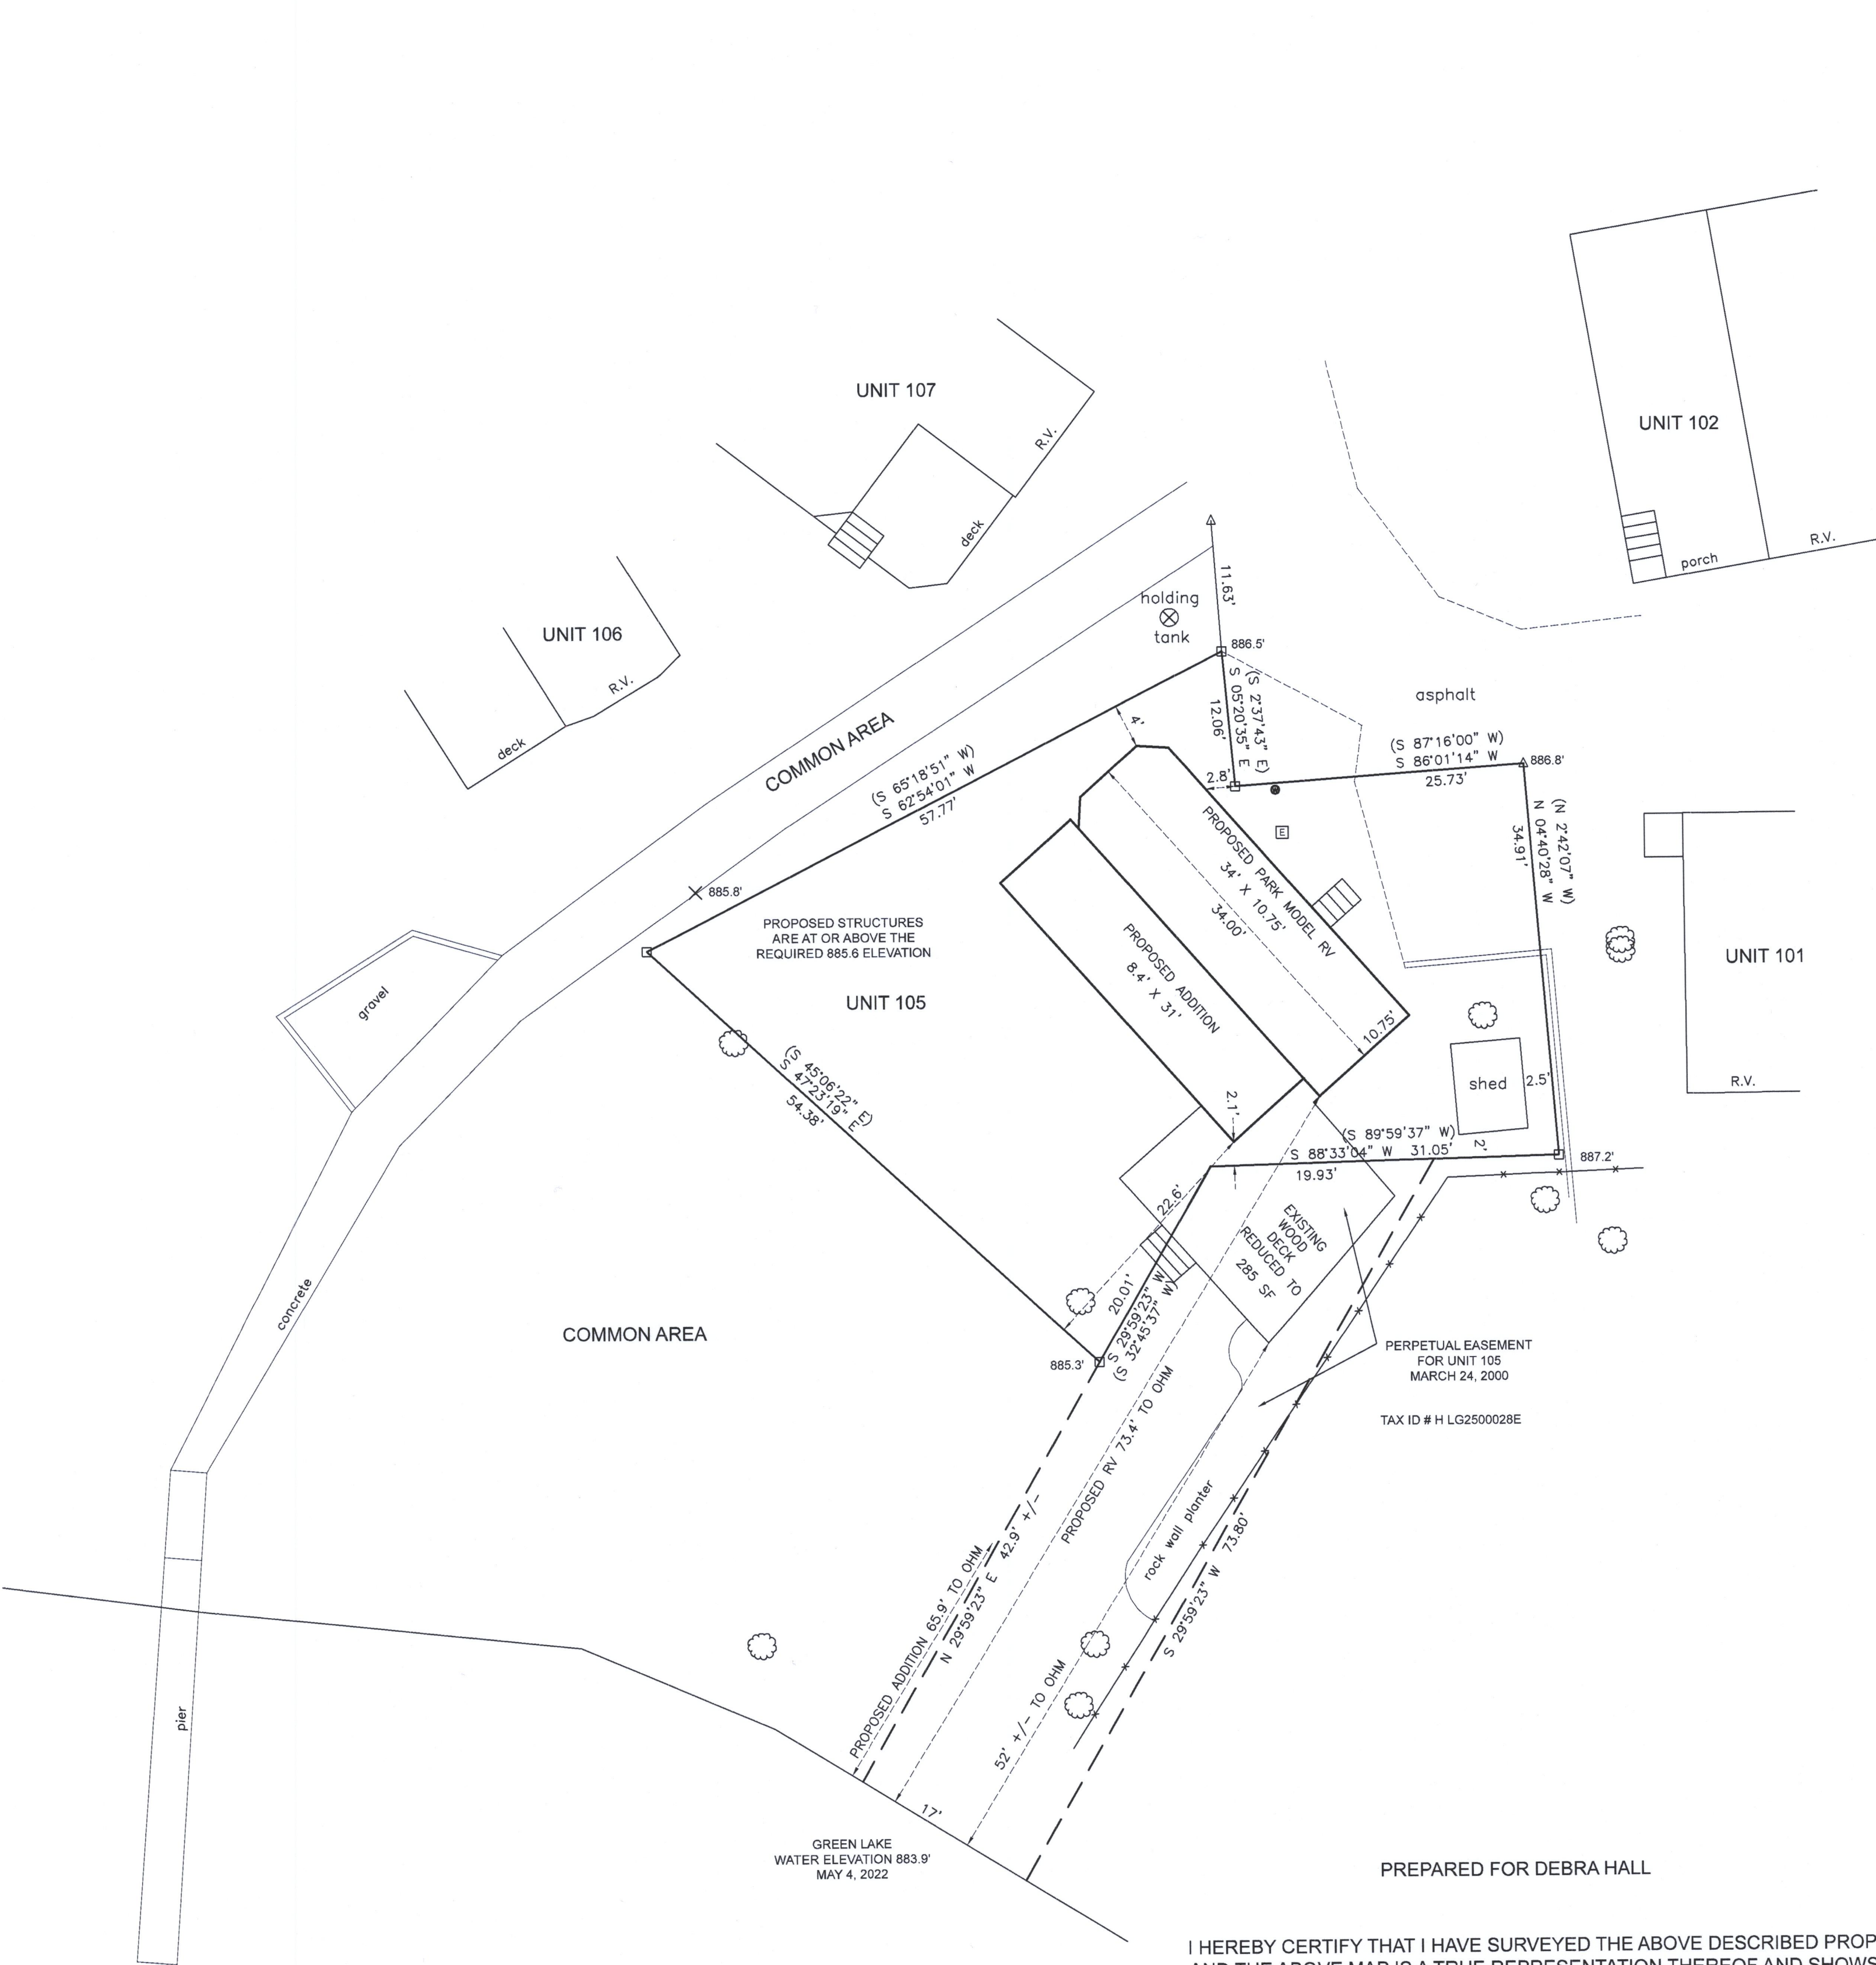 UNIT 107
R.V.
deck
UNIT 102
R.V.
porch
UNIT 106
R.V.
deck
holding
tank
11.63'
886.5'
(S 2°37'43" E)
S 05°20'35" E
12.06'
asphalt
(S 87°16'00" W)
S 86°01'14" W
25.73'
886.8'
COMMON AREA
(S 65°18'51" W)
S 62°54'01" W
57.77'
4'
2.8'
E
(N 2°42'07" W)
N 04°40'28" W
34.91'
PROPOSED PARK MODEL RV
34' X 10.75'
34.00'
10.75'
885.8'
PROPOSED STRUCTURES
ARE AT OR ABOVE THE
REQUIRED 885.6 ELEVATION
PROPOSED ADDITION
8.4' X 31'
UNIT 105
UNIT 101
R.V.
gravel
shed
2.5'
2'
(S 45°06'22" E)
S 47°23'19" E
54.38'
2.1'
(S 89°59'37" W)
S 88°33'04" W 31.05'
19.93'
887.2'
22.6'
EXISTING
WOOD
DECK
REDUCED TO
285 SF
20.01'
S 29°59'23" W
(S 32°45'37" W)
885.3'
concrete
COMMON AREA
PERPETUAL EASEMENT
FOR UNIT 105
MARCH 24, 2000
TAX ID # H LG2500028E
PROPOSED RV 73.4' TO OHM
rock wall planter
PROPOSED ADDITION 65.9' TO OHM
N 29°59'23" E 42.9' +/-
S 29°59'23" W 73.80'
52' +/- TO OHM
pier
17'
GREEN LAKE
WATER ELEVATION 883.9'
MAY 4, 2022
PREPARED FOR DEBRA HALL
I HEREBY CERTIFY THAT I HAVE SURVEYED THE ABOVE DESCRIBED PROP
AND THE ABOVE MAP IS A TRUE REPRESENTATION THEREOF AND SHOWS